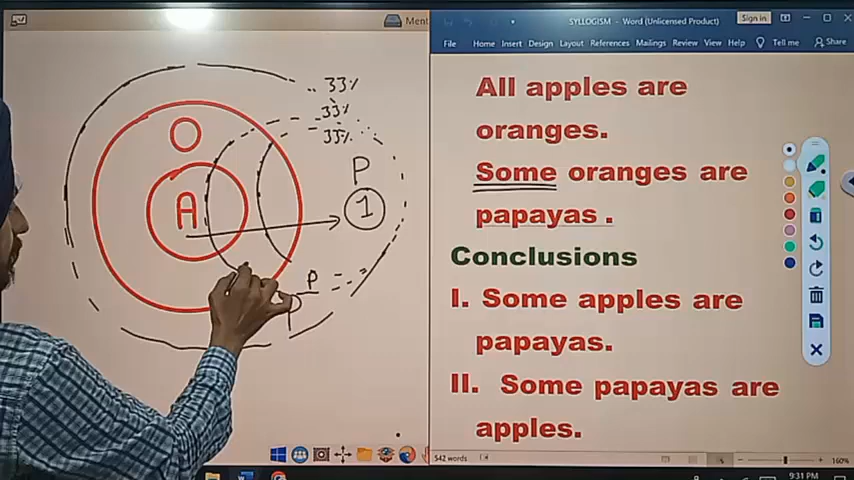 Ment
SYLLOGISM - Word (Unlicensed Product)
Sign in
File Home Insert Design Layout References Mailings Review View Help Tell me Share
All apples are
oranges.
Some oranges are
papayas .
Conclusions
I. Some apples are
papayas.
II. Some papayas are
apples.
33%
33%
33%
O
P
A
1
P
P
542 words
160%
9:31 PM